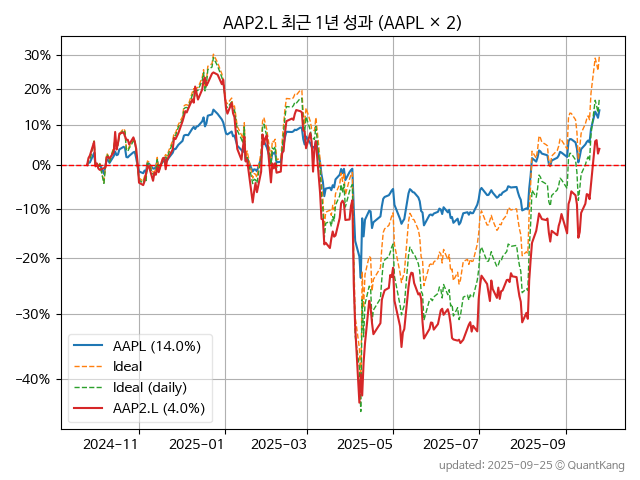 AAP2.L 최근 1년 성과 (AAPL × 2)
30%
20%
10%
0%
−10%
−20%
−30%
−40%
AAPL (14.0%)
Ideal
Ideal (daily)
AAP2.L (4.0%)
2024-11 2025-01 2025-03 2025-05 2025-07 2025-09
updated: 2025-09-25 © QuantKang